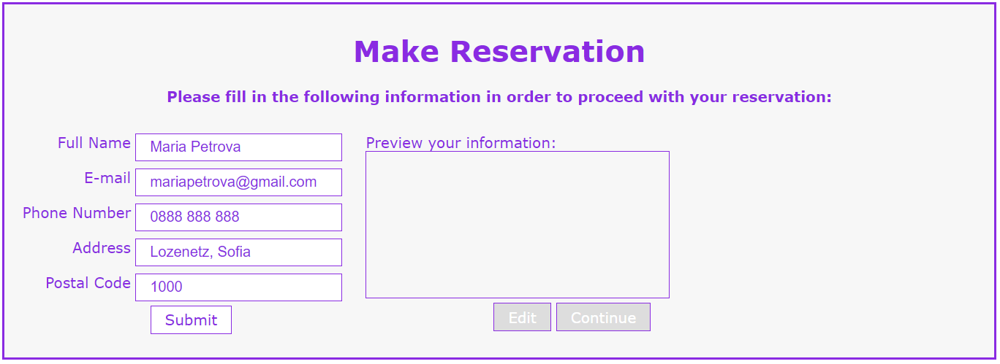 Make Reservation
Please fill in the following information in order to proceed with your reservation:
Full Name Maria Petrova
E-mail mariapetrova@gmail.com
Phone Number 0888 888 888
Address Lozenetz, Sofia
Postal Code 1000
Submit
Preview your information:
Edit Continue